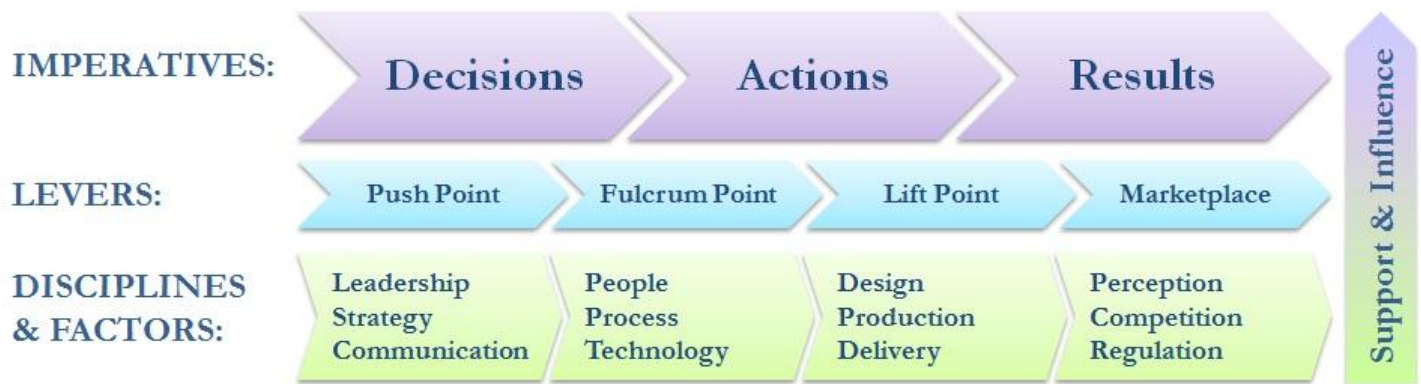 IMPERATIVES:
Decisions
Actions
Results
LEVERS:
Push Point
Fulcrum Point
Lift Point
Marketplace
DISCIPLINES
& FACTORS:
Leadership
Strategy
Communication
People
Process
Technology
Design
Production
Delivery
Perception
Competition
Regulation
Support & Influence